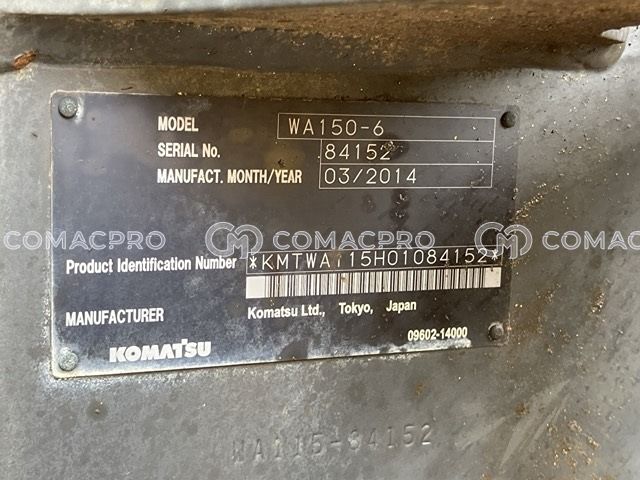 MODEL WA150-6
SERIAL No. 84152
MANUFACT. MONTH/YEAR 03/2014
COMACPRO COMACPRO COMACPRO
Product Identification Number *KMTWA115H01084152*
MANUFACTURER Komatsu Ltd., Tokyo, Japan
KOMATSU 09602-14000
WA115-84152